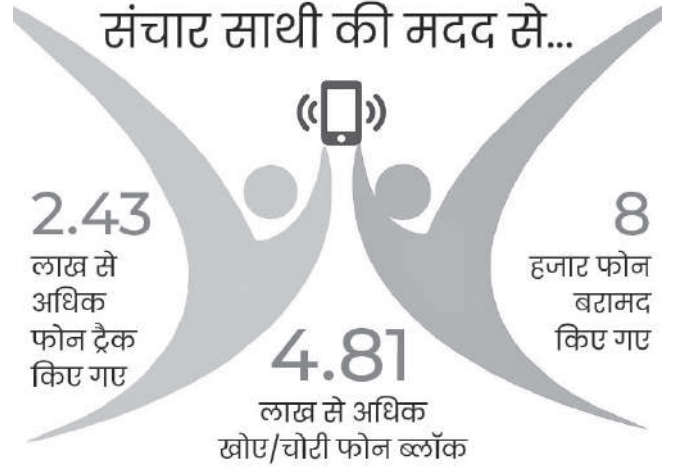 संचार साथी की मदद से...
2.43
लाख से
अधिक
फोन ट्रैक
किए गए
8
हजार फोन
बरामद
किए गए
4.81
लाख से अधिक
खोए/चोरी फोन ब्लॉक